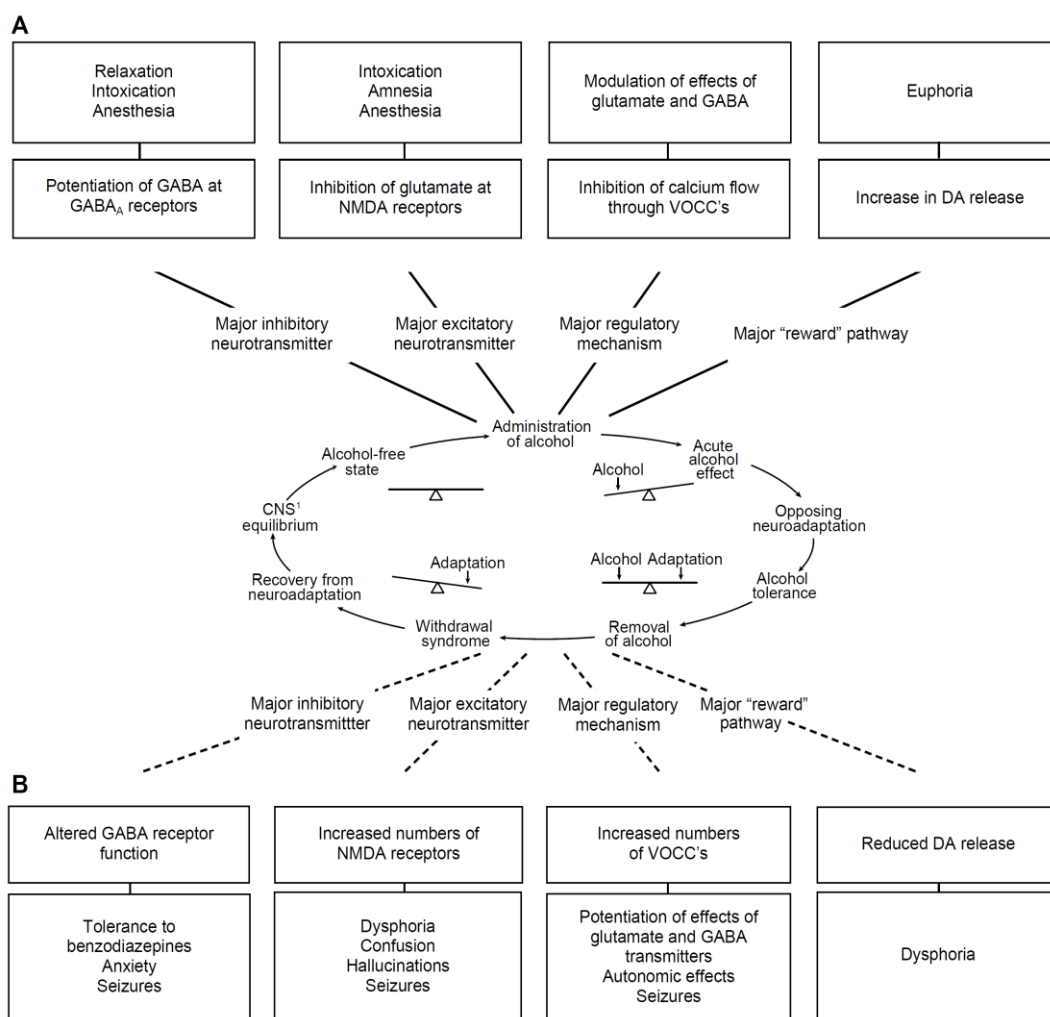 A
Relaxation
Intoxication
Anesthesia
Intoxication
Amnesia
Anesthesia
Modulation of effects of
glutamate and GABA
Euphoria
Potentiation of GABA at
GABAA receptors
Inhibition of glutamate at
NMDA receptors
Inhibition of calcium flow
through VOCC's
Increase in DA release
Major inhibitory
neurotransmitter
Major excitatory
neurotransmitter
Major regulatory
mechanism
Major “reward” pathway
Administration
of alcohol
Acute
alcohol
effect
Opposing
neuroadaptation
Alcohol
tolerance
Removal
of alcohol
Withdrawal
syndrome
Recovery from
neuroadaptation
CNS¹
equilibrium
Alcohol-free
state
Alcohol
Alcohol Adaptation
Adaptation
Major inhibitory
neurotransmittter
Major excitatory
neurotransmitter
Major regulatory
mechanism
Major “reward”
pathway
B
Altered GABA receptor
function
Increased numbers of
NMDA receptors
Increased numbers
of VOCC's
Reduced DA release
Tolerance to
benzodiazepines
Anxiety
Seizures
Dysphoria
Confusion
Hallucinations
Seizures
Potentiation of effects of
glutamate and GABA
transmitters
Autonomic effects
Seizures
Dysphoria